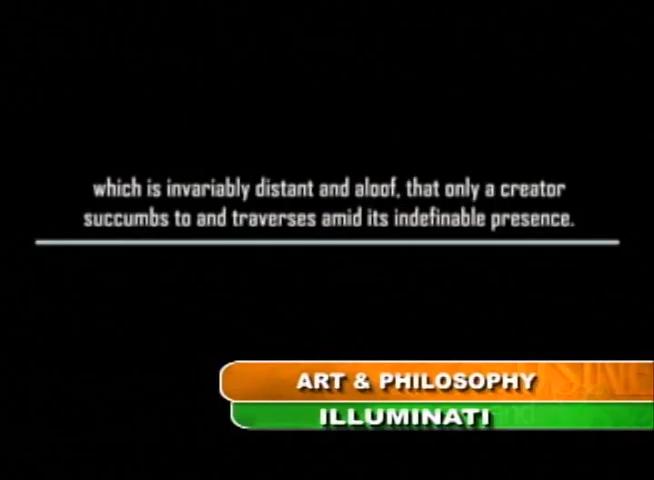 which is invariably distant and aloof, that only a creator
succumbs to and traverses amid its indefinable presence.
ART & PHILOSOPHY
ILLUMINATI